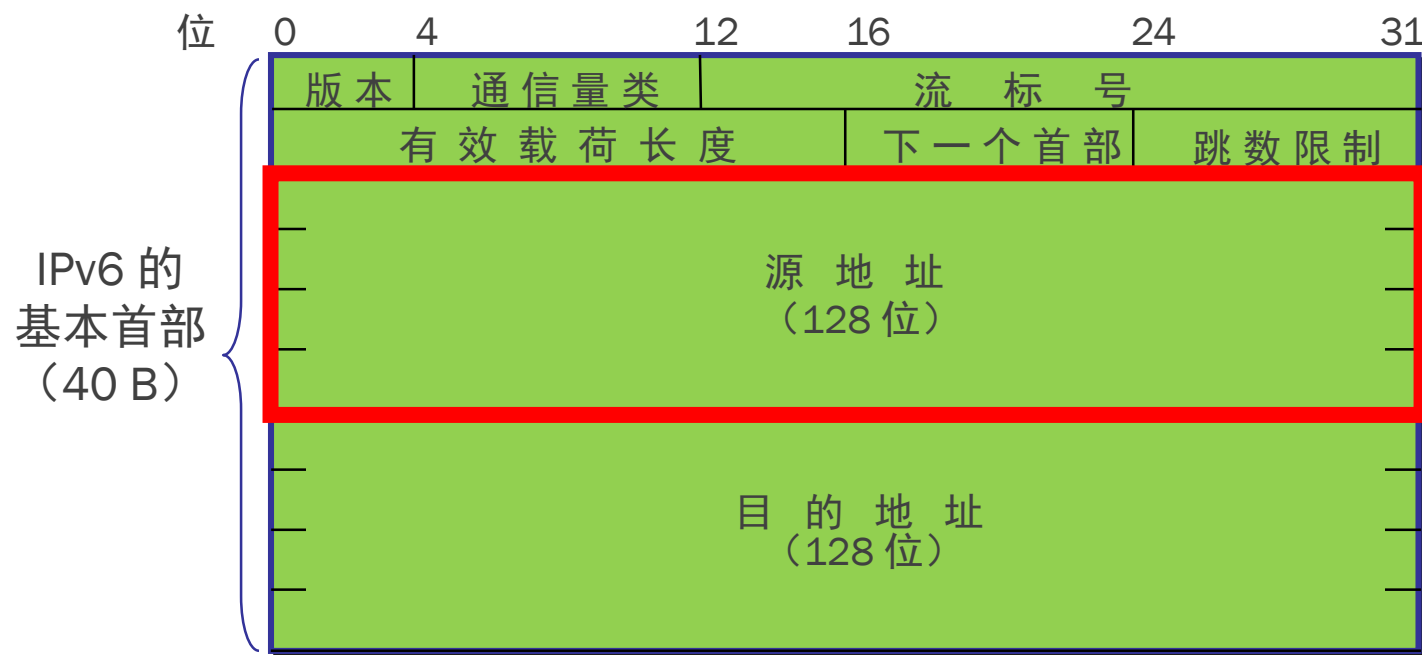 位 0 4 12 16 24 31
版本 通信量类 流标号
有效载荷长度 下一个首部 跳数限制
IPv6 的
基本首部
（40 B）
源地址
（128 位）
目的地址
（128 位）